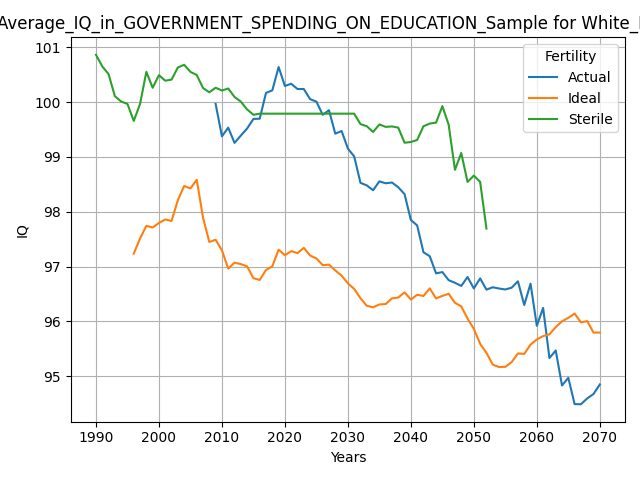 Average_IQ_in_GOVERNMENT_SPENDING_ON_EDUCATION_Sample for White_
Fertility
Actual
Ideal
Sterile
IQ
101
100
99
98
97
96
95
1990
2000
2010
2020
2030
2040
2050
2060
2070
Years